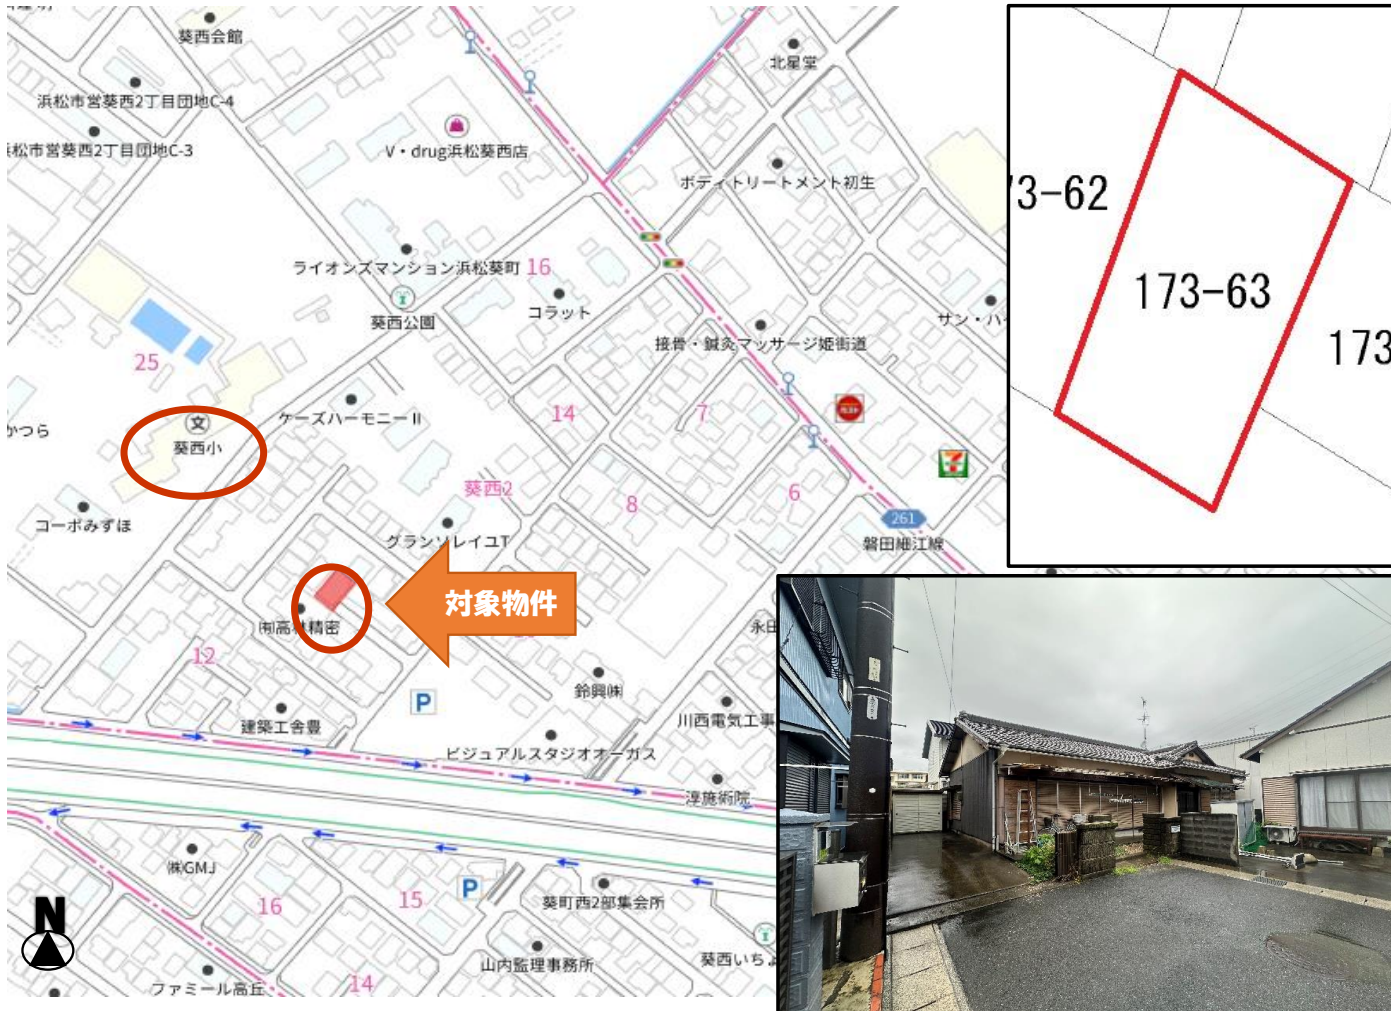 葵西会館
浜松市営葵西2丁目団地C-4
松市営葵西2丁目団地C-3
V・drug浜松葵西店
北星堂
ボディトリートメント初生
ライオンズマンション浜松葵町
16
コラット
葵西公園
接骨・鍼灸マッサージ姫街道
サン・ハイ
25
14
7
かつら
葵西小
ケーズハーモニーⅡ
葵西2
8
6
コーポみずほ
グランソレイユT
261
磐田細江線
対象物件
㈲高林精密
12
永田
P
鈴興㈱
建築工舎豊
川西電気工事
ビジュアルスタジオオーガス
淳施術院
㈱GMJ
16
15
P
葵町西2部集会所
N
山内監理事務所
葵西いち
ファミール高丘
14
3-62
173-63
173